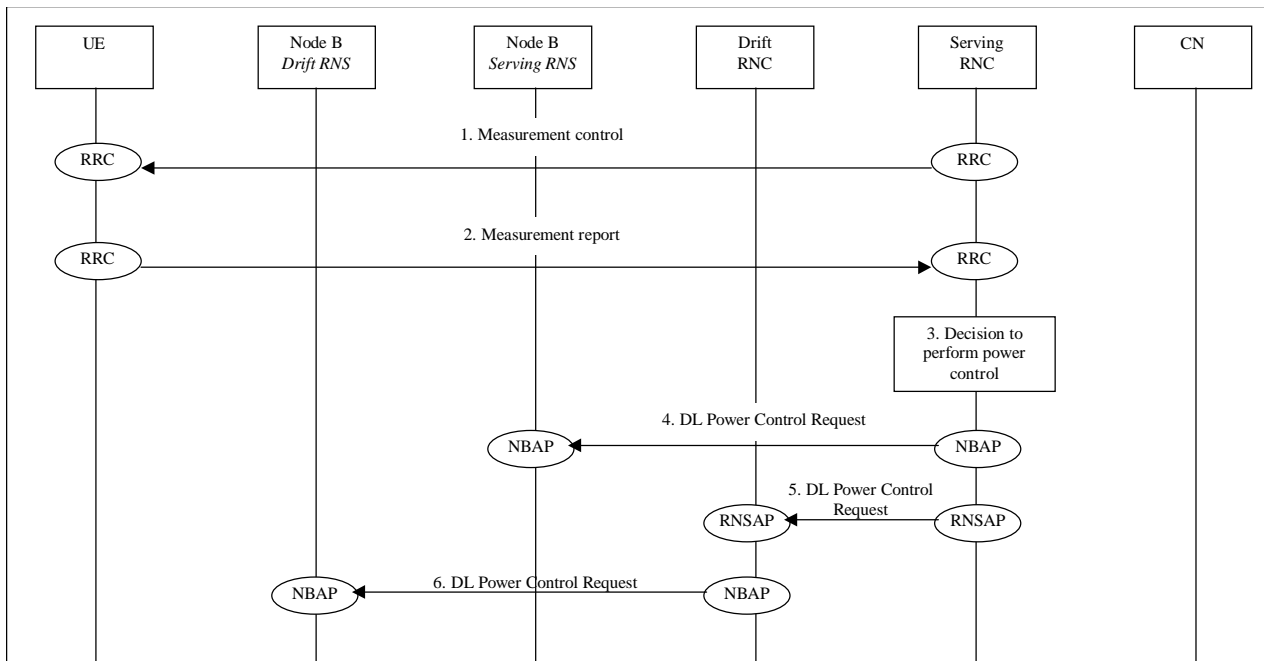 UE
Node B
Drift RNS
Node B
Serving RNS
Drift
RNC
Serving
RNC
CN
1. Measurement control
RRC
RRC
2. Measurement report
RRC
RRC
3. Decision to
perform power
control
4. DL Power Control Request
NBAP
NBAP
5. DL Power Control
Request
RNSAP
RNSAP
6. DL Power Control Request
NBAP
NBAP